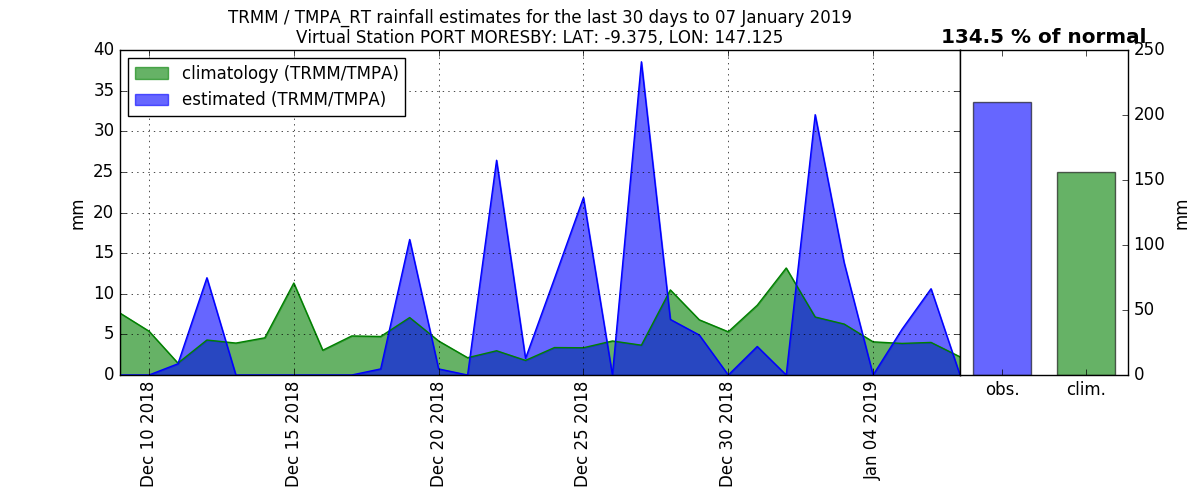 TRMM / TMPA_RT rainfall estimates for the last 30 days to 07 January 2019
Virtual Station PORT MORESBY: LAT: -9.375, LON: 147.125
134.5 % of normal
climatology (TRMM/TMPA)
estimated (TRMM/TMPA)
mm
40
35
30
25
20
15
10
5
0
Dec 10 2018
Dec 15 2018
Dec 20 2018
Dec 25 2018
Dec 30 2018
Jan 04 2019
250
200
150
100
50
0
mm
obs.
clim.